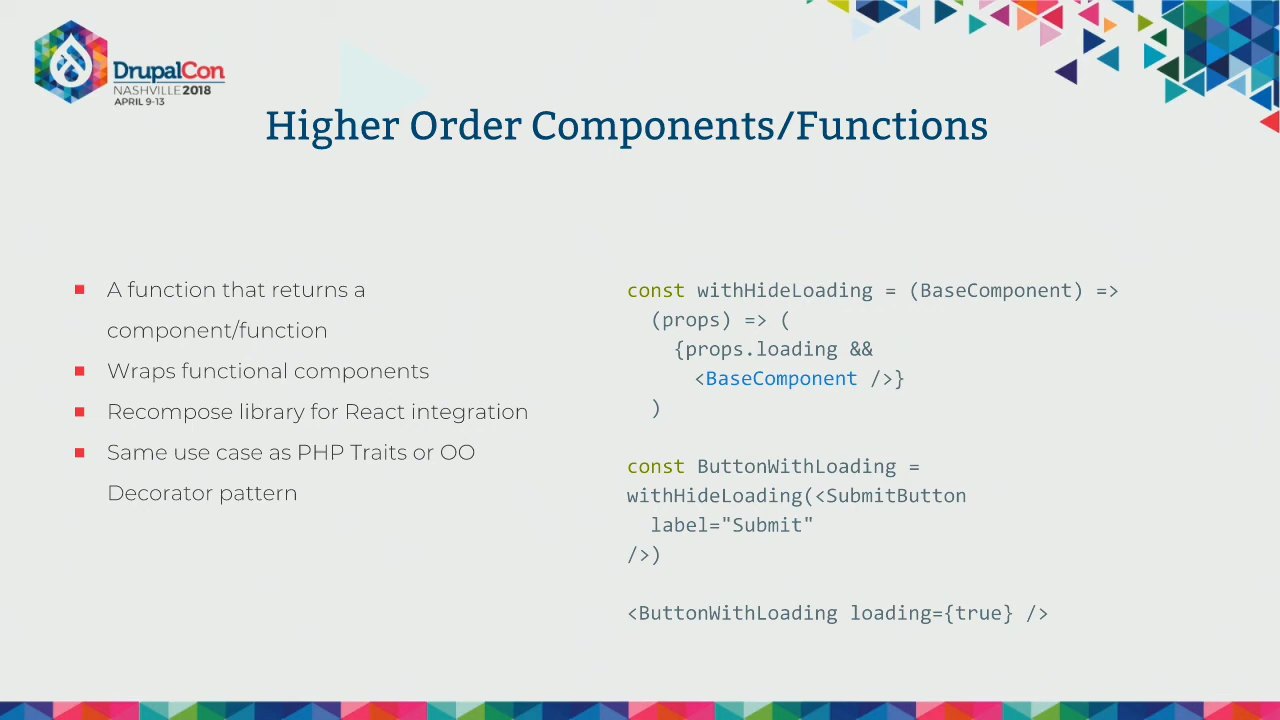 DrupalCon
NASHVILLE 2018
APRIL 9-13
Higher Order Components/Functions
A function that returns a
component/function
Wraps functional components
Recompose library for React integration
Same use case as PHP Traits or OO
Decorator pattern
const withHideLoading = (BaseComponent) =>
(props) => (
{props.loading &&
<BaseComponent />}
)
const ButtonWithLoading =
withHideLoading(<SubmitButton
label="Submit"
/>)
<ButtonWithLoading loading={true} />